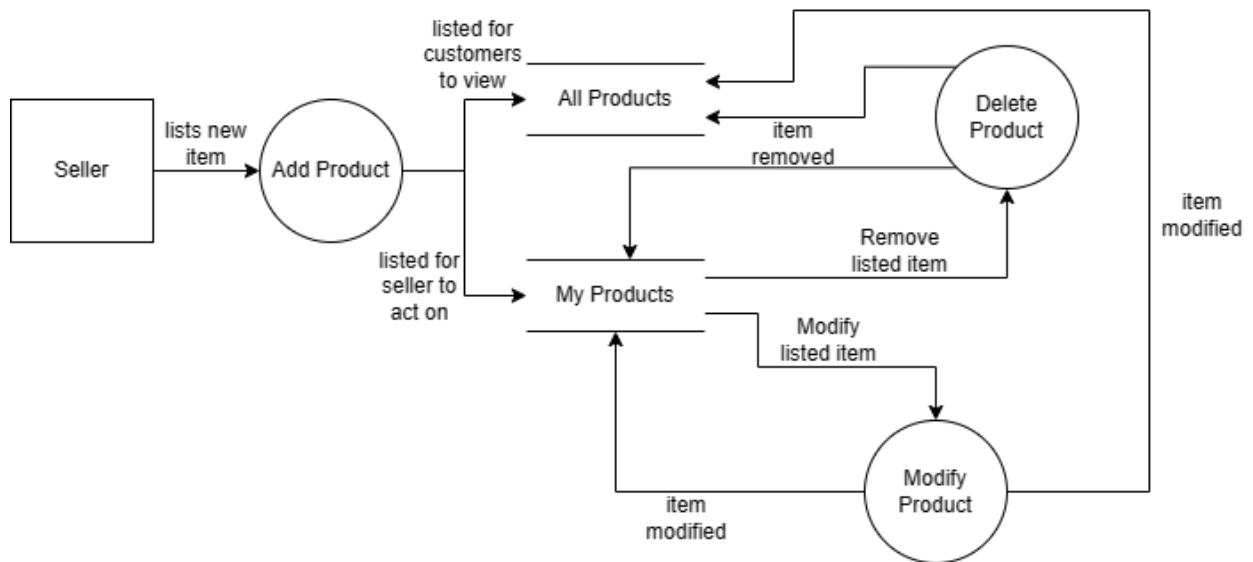 listed for
customers
to view
All Products
Delete
Product
lists new
item
Seller
Add Product
item
removed
item
modified
Remove
listed item
listed for
seller to
act on
My Products
Modify
listed item
Modify
Product
item
modified